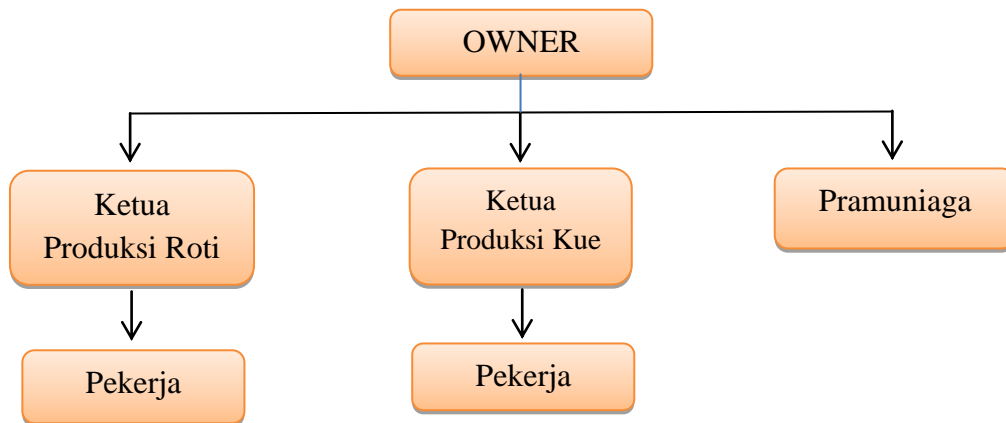 OWNER
Ketua
Produksi Roti
Ketua
Produksi Kue
Pramuniaga
Pekerja
Pekerja